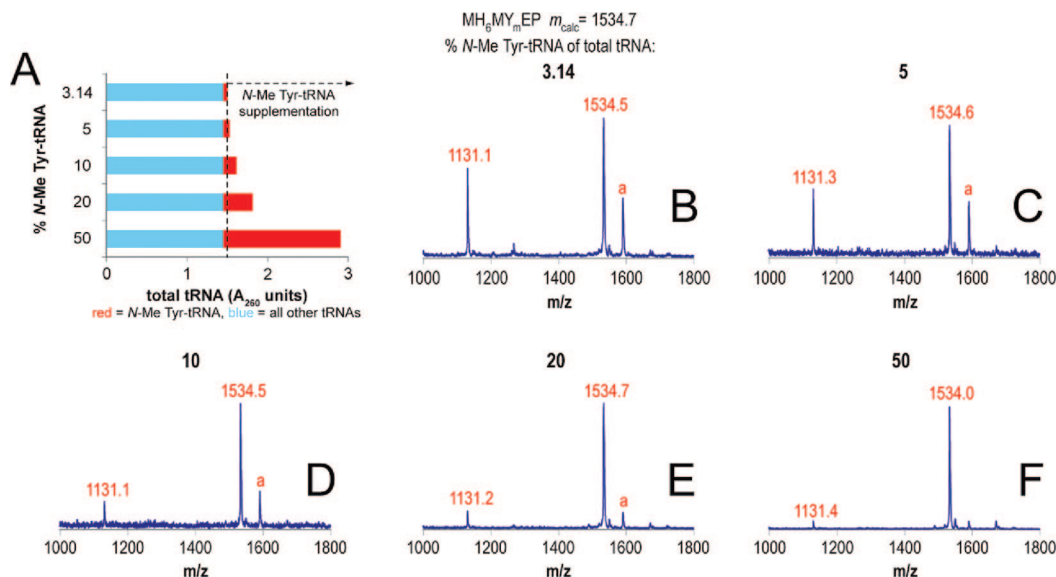 MH6MYmEP mcalc= 1534.7
% N-Me Tyr-tRNA of total tRNA:
A
% N-Me Tyr-tRNA
3.14
5
10
20
50
N-Me Tyr-tRNA
supplementation
0 1 2 3
total tRNA (A260 units)
red = N-Me Tyr-tRNA, blue = all other tRNAs
3.14
1131.1
1534.5
a
B
1000 1200 1400 1600 1800
m/z
5
1131.3
1534.6
a
C
1000 1200 1400 1600 1800
m/z
10
1131.1
1534.5
a
D
1000 1200 1400 1600 1800
m/z
20
1131.2
1534.7
a
E
1000 1200 1400 1600 1800
m/z
50
1131.4
1534.0
F
1000 1200 1400 1600 1800
m/z